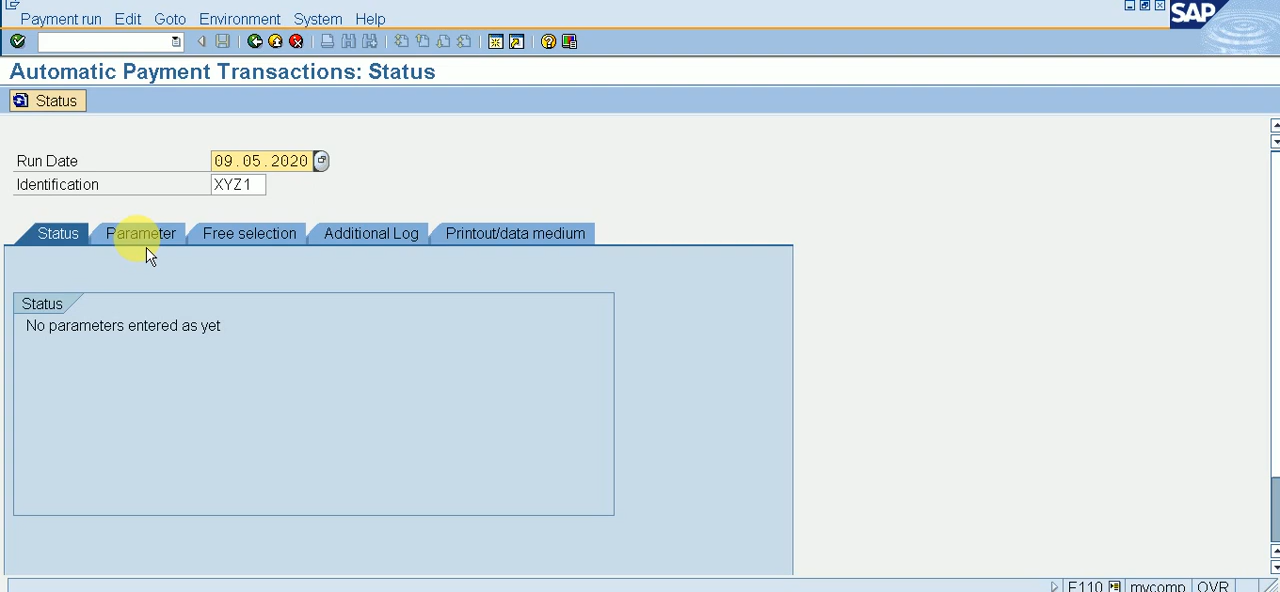 Payment run Edit Goto Environment System Help
SAP
Automatic Payment Transactions: Status
Status
Run Date 09.05.2020
Identification XYZ1
Status Parameter Free selection Additional Log Printout/data medium
Status
No parameters entered as yet
F110 mycomp OVR